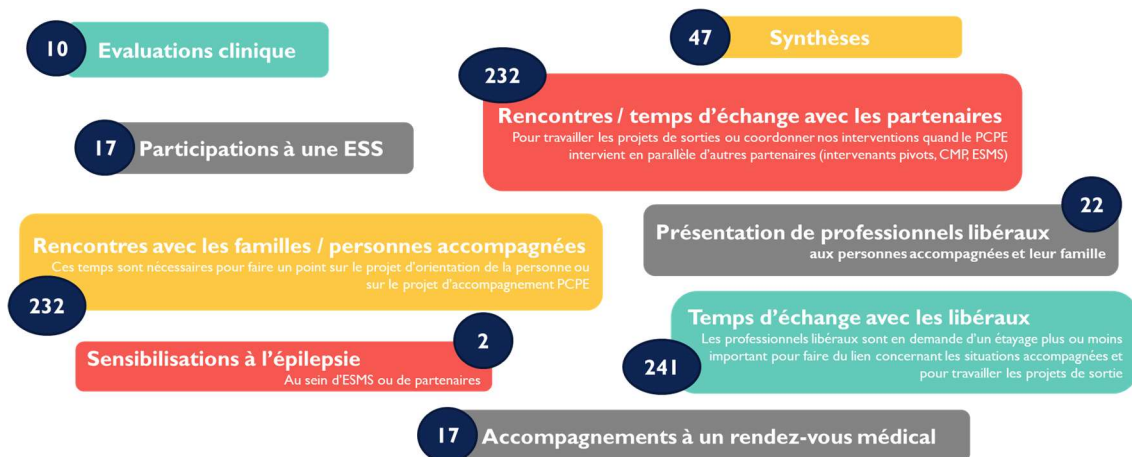 10
Evaluations clinique
47
Synthèses
232
Rencontres / temps d'échange avec les partenaires
Pour travailler les projets de sorties ou coordonner nos interventions quand le PCPE
intervient en parallèle d'autres partenaires (intervenants pivots, CMP, ESMS)
17
Participations à une ESS
22
Présentation de professionnels libéraux
aux personnes accompagnées et leur famille
Rencontres avec les familles / personnes accompagnées
Ces temps sont nécessaires pour faire un point sur le projet d'orientation de la personne ou
sur le projet d'accompagnement PCPE
232
Temps d'échange avec les libéraux
Les professionnels libéraux sont en demande d'un étayage plus ou moins
important pour faire du lien concernant les situations accompagnées et
pour travailler les projets de sortie
241
2
Sensibilisations à l'épilepsie
Au sein d'ESMS ou de partenaires
17
Accompagnements à un rendez-vous médical